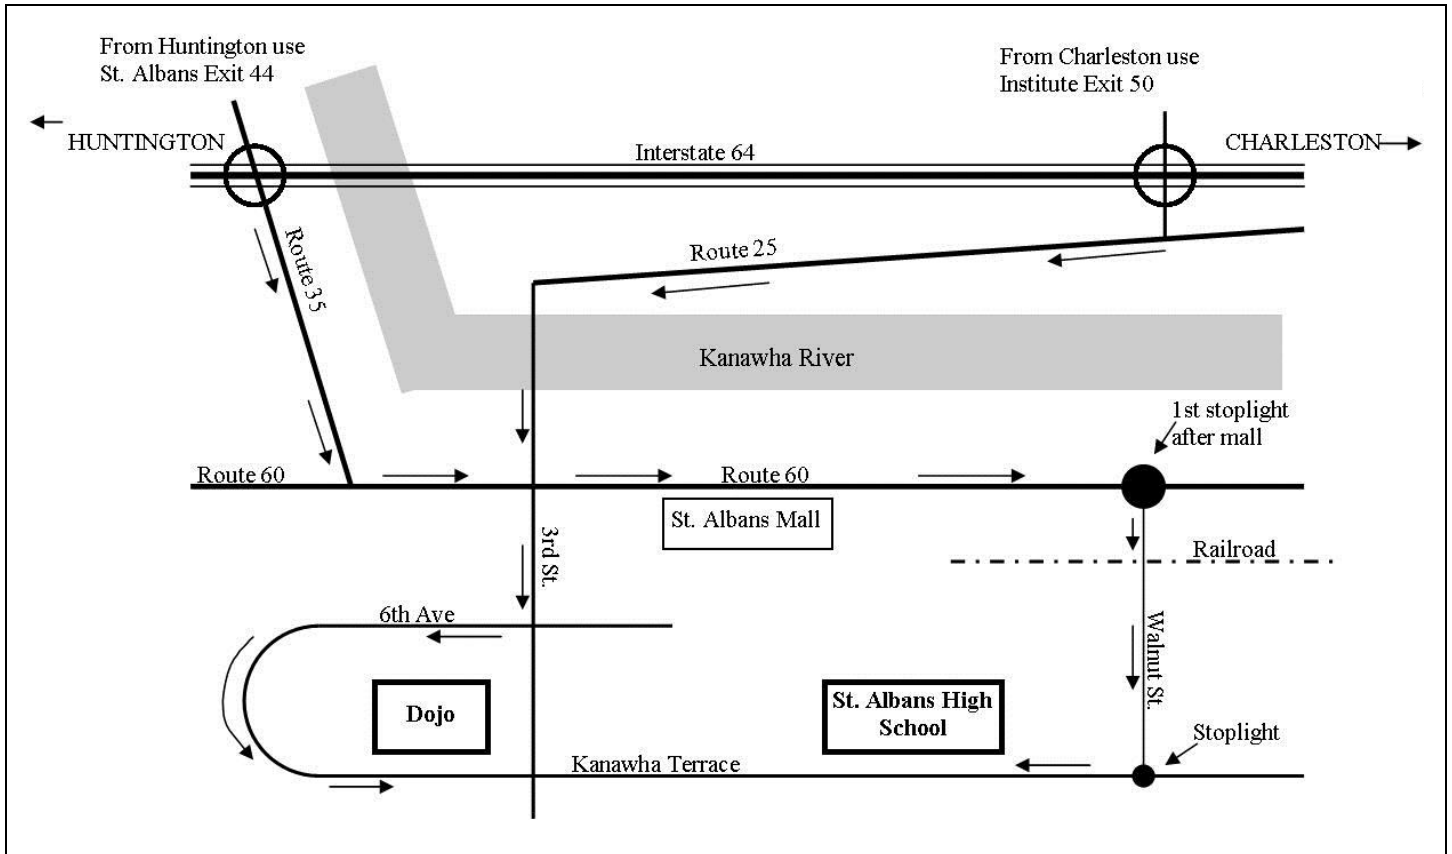 From Huntington use
St. Albans Exit 44
From Charleston use
Institute Exit 50
HUNTINGTON
CHARLESTON
Interstate 64
Route 35
Route 25
Kanawha River
1st stoplight
after mall
Route 60
Route 60
St. Albans Mall
3rd St.
Railroad
6th Ave
Walnut St.
Dojo
St. Albans High
School
Stoplight
Kanawha Terrace